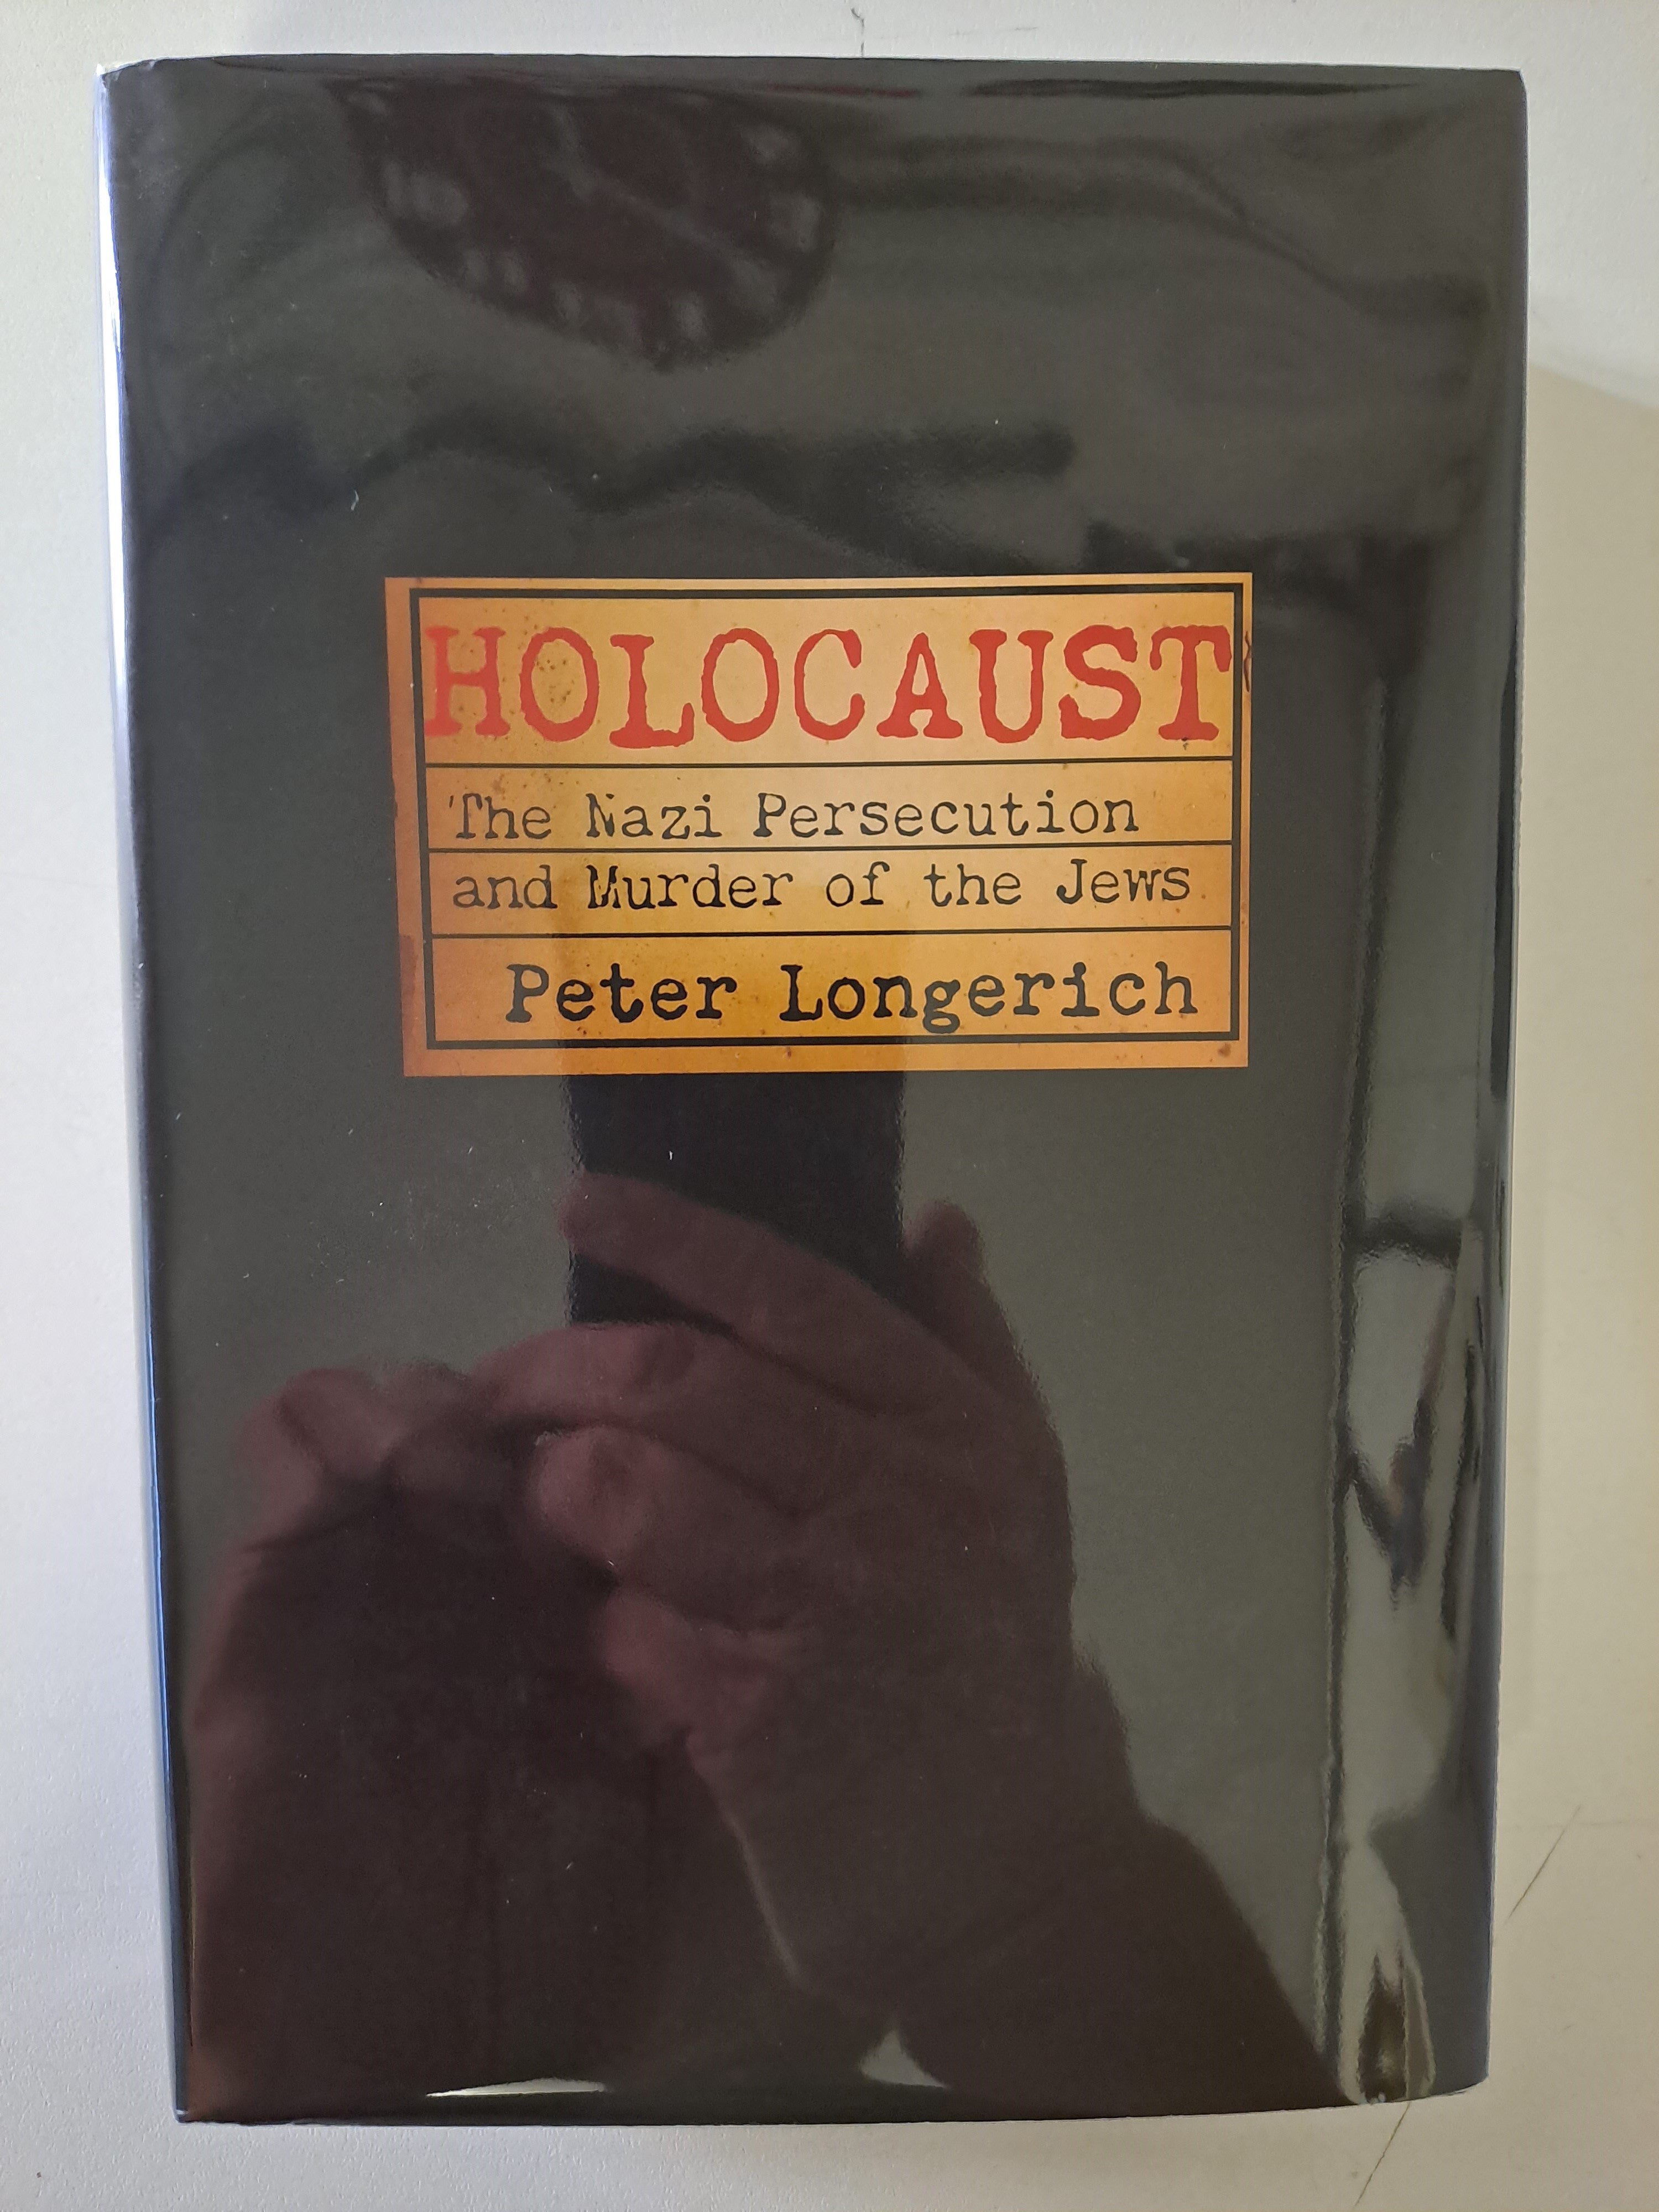 HOLOCAUST
The Nazi Persecution
and Murder of the Jews
Peter Longerich